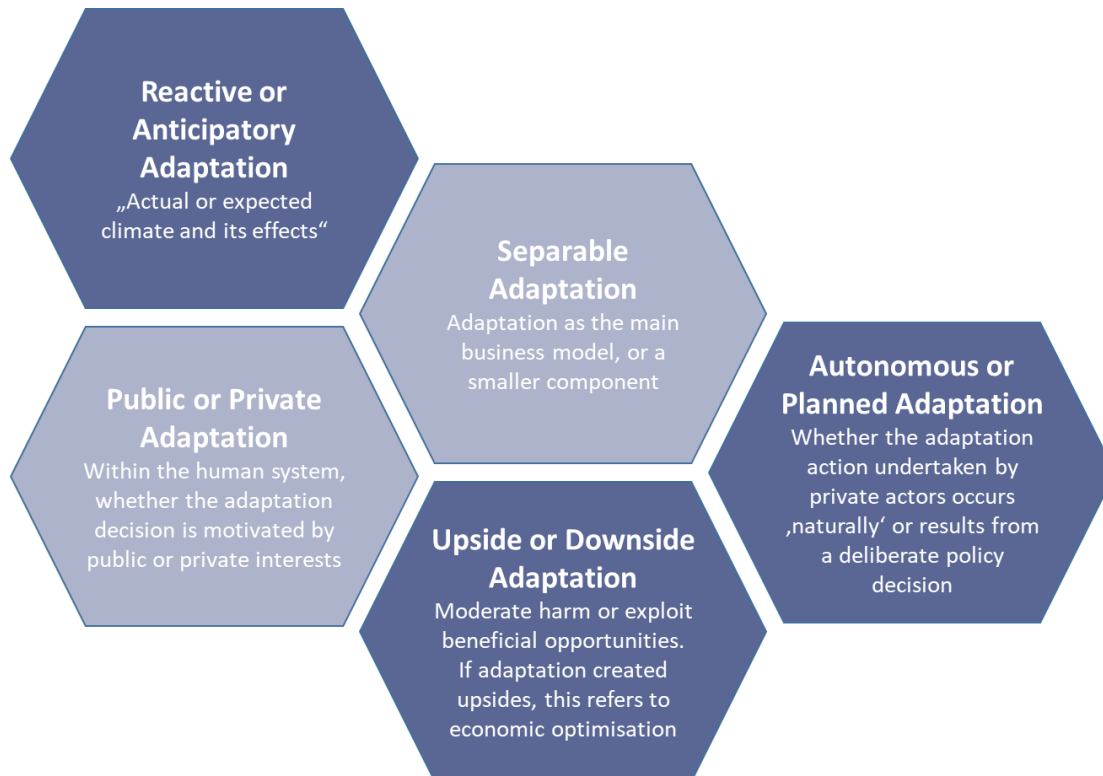 Reactive or
Anticipatory
Adaptation
„Actual or expected
climate and its effects“
Separable
Adaptation
Adaptation as the main
business model, or a
smaller component
Public or Private
Adaptation
Within the human system,
whether the adaptation
decision is motivated by
public or private interests
Autonomous or
Planned Adaptation
Whether the adaptation
action undertaken by
private actors occurs
‚naturally‘ or results from
a deliberate policy
decision
Upside or Downside
Adaptation
Moderate harm or exploit
beneficial opportunities.
If adaptation created
upsides, this refers to
economic optimisation